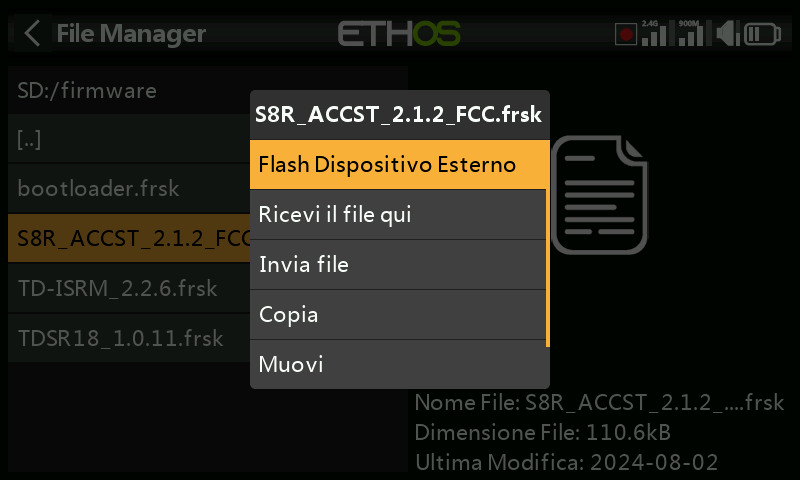 File Manager
ETHOS
2.4G
900M
SD:/firmware
[..]
bootloader.frsk
S8R_ACCST_2.1.2_FCC
TD-ISRM_2.2.6.frsk
TDSR18_1.0.11.frsk
S8R_ACCST_2.1.2_FCC.frsk
Flash Dispositivo Esterno
Ricevi il file qui
Invia file
Copia
Muovi
Nome File: S8R_ACCST_2.1.2_....frsk
Dimensione File: 110.6kB
Ultima Modifica: 2024-08-02